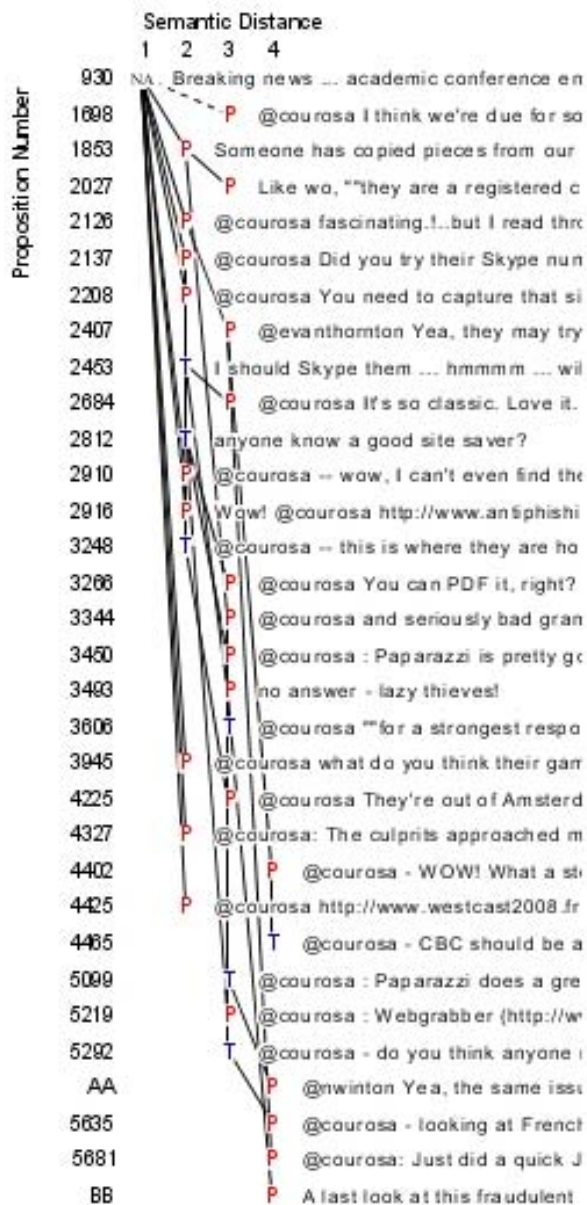 Semantic Distance
1 2 3 4
Proposition Number
930 NA . Breaking news ... academic conference en
1698 P @courosa I think we're due for so
1853 P Someone has copied pieces from our
2027 P Like wo, ""they are a registered c
2126 P @courosa fascinating.!..but I read thro
2137 P @courosa Did you try their Skype num
2208 P @courosa You need to capture that si
2407 P @evanthornton Yea, they may try
2453 T I should Skype them ... hmmmm ... wil
2684 P @courosa It's so classic. Love it.
2812 T anyone know a good site saver?
2910 P @courosa -- wow, I can't even find the
2916 P Wow! @courosa http://www.antiphishi
3248 T @courosa -- this is where they are ho
3266 P @courosa You can PDF it, right?
3344 P @courosa and seriously bad gran
3450 P @courosa : Paparazzi is pretty go
3493 P no answer - lazy thieves!
3606 T @courosa ""for a strongest respo
3945 P @courosa what do you think their gam
4225 P @courosa They're out of Amsterd
4327 P @courosa: The culprits approached m
4402 P @courosa - WOW! What a sto
4425 P @courosa http://www.westcast2008.fr
4465 T @courosa - CBC should be a
5099 T @courosa : Paparazzi does a gre
5219 P @courosa : Webgrabber (http://w
5292 T @courosa - do you think anyone
AA P @nwinton Yea, the same issu
5635 P @courosa - looking at French
5681 P @courosa: Just did a quick J
BB P A last look at this fraudulent